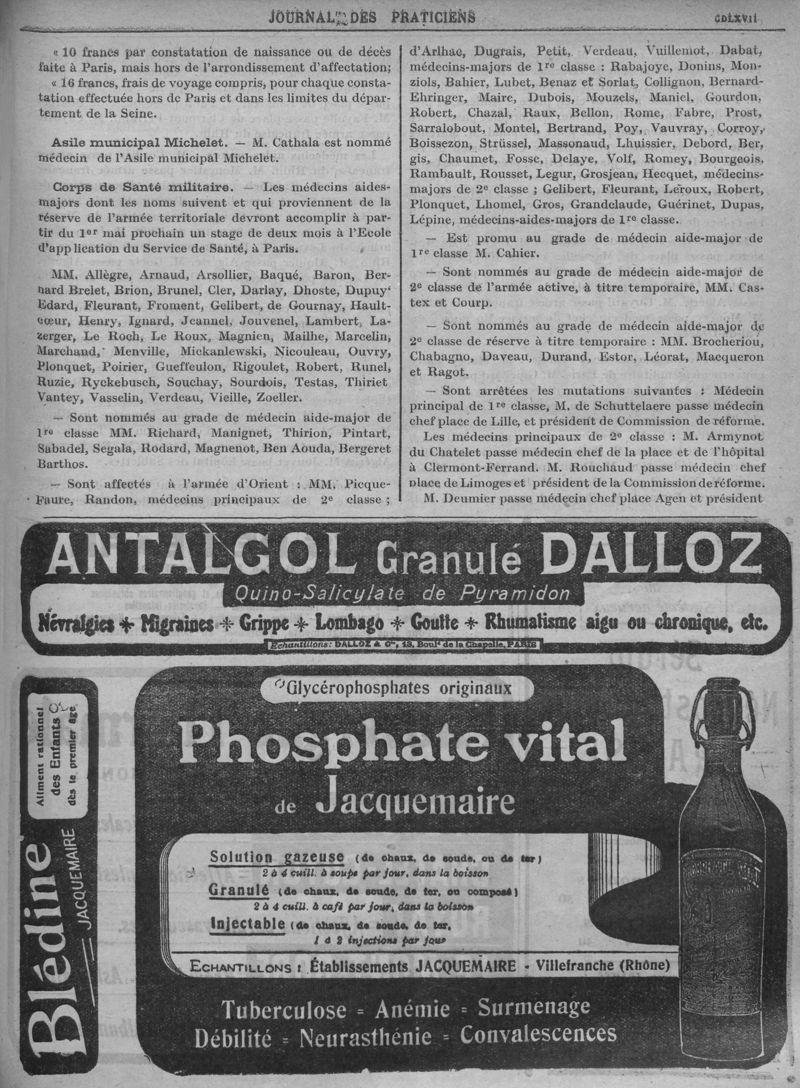 JOURNAL DES PRATICIENS
CDLXVII
« 10 francs par constatation de naissance ou de décès
faite à Paris, mais hors de l'arrondissement d'affectation;
« 16 francs, frais de voyage compris, pour chaque consta-
tation effectuée hors de Paris et dans les limites du dépar-
tement de la Seine.
Asile municipal Michelet. — M. Cathala est nommé
médecin de l'Asile municipal Michelet.
Corps de Santé militaire. — Les médecins aides-
majors dont les noms suivent et qui proviennent de la
réserve de l'armée territoriale devront accomplir à par-
tir du 1er mai prochain un stage de deux mois à l'Ecole
d'application du Service de Santé, à Paris.
MM. Allègre, Arnaud, Arsollier, Baqué, Baron, Ber-
nard Brelet, Brion, Brunel, Cler, Darlay, Dhoste, Dupuy
Edard, Fleurant, Froment, Gelibert, de Gournay, Hault-
cœur, Henry, Ignard, Jeannel, Jouvenel, Lambert, La-
zerger, Le Roch, Le Roux, Magnien, Mailhe, Marcelin,
Marchand, Menville, Mickanlewski, Nicouleau, Ouvry,
Plonquet, Poirier, Gueffeulon, Rigoulet, Robert, Runel,
Ruzie, Ryckebusch, Souchay, Sourdois, Testas, Thiriet
Vantey, Vasselin, Verdeau, Vieille, Zoeller.
— Sont nommés au grade de médecin aide-major de
1re classe MM. Richard, Manignet, Thirion, Pintart,
Sabadel, Segala, Rodard, Magnenot, Ben Aouda, Bergeret
Barthos.
— Sont affectés à l'armée d'Orient : MM. Picque-
Faure, Randon, médecins principaux de 2e classe ;
d'Arlhac, Dugrais, Petit, Verdeau, Vuillemot, Dabat,
médecins-majors de 1re classe : Rabajoye, Donins, Mon-
ziols, Bahier, Lubet, Benaz et Sorlat, Collignon, Bernard-
Ehringer, Maire, Dubois, Mouzels, Maniel, Gourdon,
Robert, Chazal, Raux, Bellon, Rome, Fabre, Prost,
Sarralobout, Montel, Bertrand, Poy, Vauvray, Corroy,
Boissezon, Strüssel, Massonaud, Lhuissier, Debord, Ber,
gis, Chaumet, Fosse, Delaye, Volf, Romey, Bourgeois,
Rambault, Rousset, Legur, Grosjean, Hecquet, médecins-
majors de 2e classe ; Gelibert, Fleurant, Leroux, Robert,
Plonquet, Lhomel, Gros, Grandclaude, Guérinet, Dupas,
Lépine, médecins-aides-majors de 1re classe.
— Est promu au grade de médecin aide-major de
1re classe M. Cahier.
— Sont nommés au grade de médecin aide-major de
2e classe de l'armée active, à titre temporaire, MM. Cas-
tex et Courp.
— Sont nommés au grade de médecin aide-major de
2e classe de réserve à titre temporaire : MM. Brocheriou,
Chabagno, Daveau, Durand, Estor, Léorat, Macqueron
et Ragot.
— Sont arrêtées les mutations suivantes : Médecin
principal de 1re classe, M. de Schuttelaere passe médecin
chef place de Lille, et président de Commission de réforme.
Les médecins principaux de 2e classe : M. Armynot
du Chatelet passe médecin chef de la place et de l'hôpital
à Clermont-Ferrand. M. Rouchaud passe médecin chef
place de Limoges et président de la Commission de réforme.
M. Deumier passe médecin chef place Agen et président
ANTALGOL Granulé DALLOZ
Quino-Salicylate de Pyramidon
Névralgies ✳ Migraines ✳ Grippe ✳ Lombago ✳ Goutte ✳ Rhumatisme aigu ou chronique, etc.
Échantillons: DALLOZ & Cie, 13, Bould de la Chapelle, PARIS
Aliment rationnel
des Enfants
dès le premier âge
Blédine
JACQUEMAIRE
Glycérophosphates originaux
Phosphate vital
de Jacquemaire
Solution gazeuse (de chaux, de soude, ou de fer)
2 à 4 cuill. à soupe par jour, dans la boisson
Granulé (de chaux, de soude, de fer, ou composé)
2 à 4 cuill. à café par jour, dans la boisson
Injectable (de chaux, de soude, de fer,
1 à 2 injections par jour
ECHANTILLONS : Établissements JACQUEMAIRE - Villefranche (Rhône)
Tuberculose = Anémie = Surmenage
Débilité = Neurasthénie = Convalescences